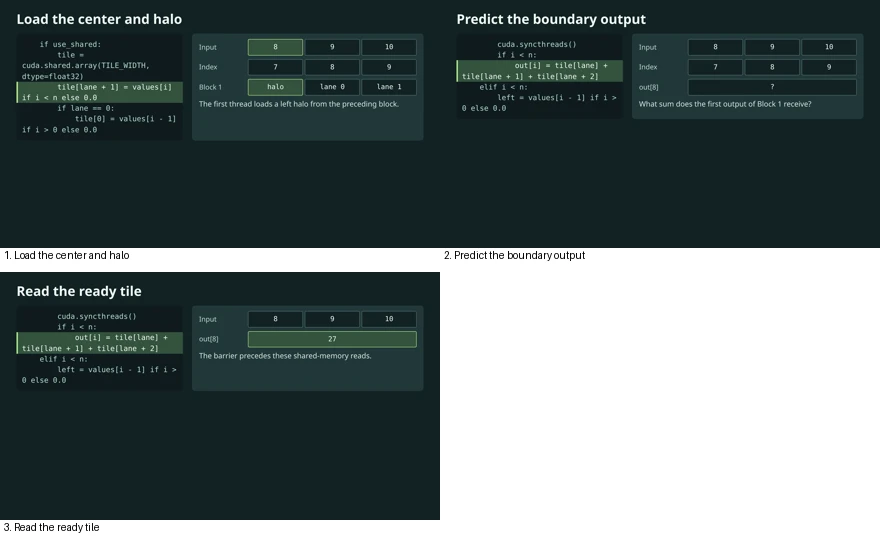 Load the center and halo
if use_shared:
tile =
cuda.shared.array(TILE_WIDTH,
dtype=float32)
tile[lane + 1] = values[i]
if i < n else 0.0
if lane == 0:
tile[0] = values[i - 1]
if i > 0 else 0.0
Input 8 9 10
Index 7 8 9
Block 1 halo lane 0 lane 1
The first thread loads a left halo from the preceding block.
1. Load the center and halo
Predict the boundary output
cuda.syncthreads()
if i < n:
out[i] = tile[lane] +
tile[lane + 1] + tile[lane + 2]
elif i < n:
left = values[i - 1] if i >
0 else 0.0
Input 8 9 10
Index 7 8 9
out[8] ?
What sum does the first output of Block 1 receive?
2. Predict the boundary output
Read the ready tile
cuda.syncthreads()
if i < n:
out[i] = tile[lane] +
tile[lane + 1] + tile[lane + 2]
elif i < n:
left = values[i - 1] if i >
0 else 0.0
Input 8 9 10
out[8] 27
The barrier precedes these shared-memory reads.
3. Read the ready tile